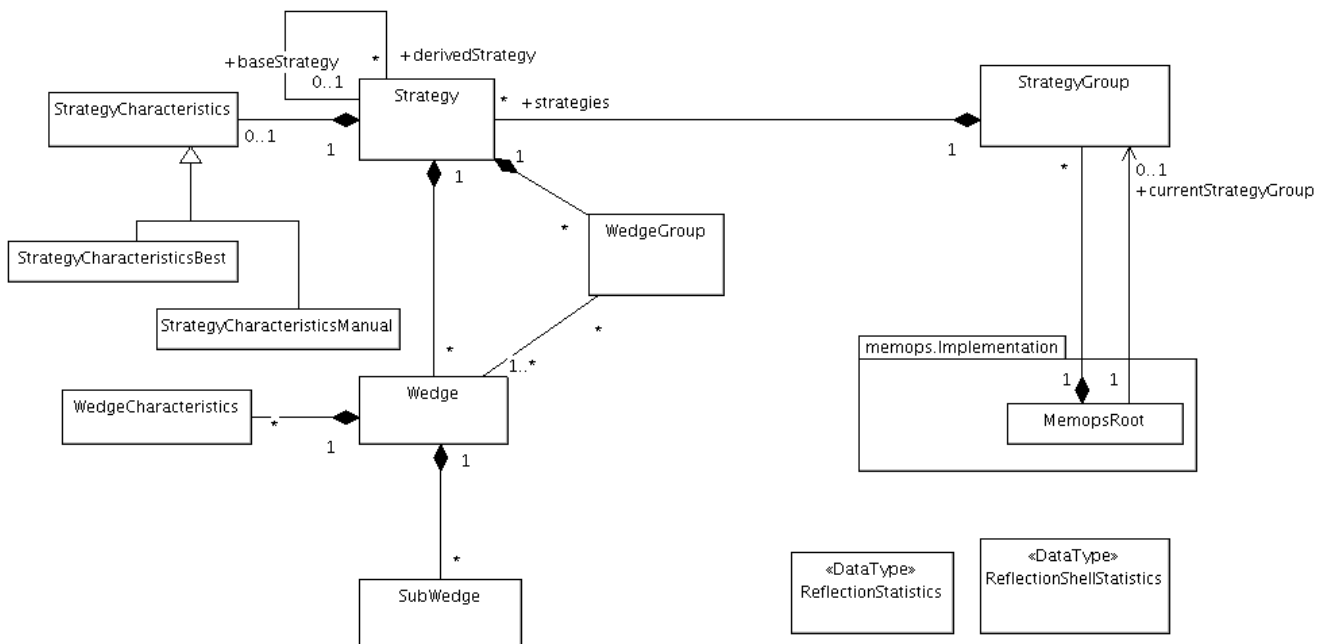 +baseStrategy
0..1
*
+derivedStrategy
Strategy
*
+strategies
StrategyGroup
StrategyCharacteristics
0..1
1
1
1
1
*
0..1
+currentStrategyGroup
StrategyCharacteristicsBest
StrategyCharacteristicsManual
*
WedgeGroup
*
*
1..*
memops.Implementation
1
1
MemopsRoot
WedgeCharacteristics
*
1
Wedge
1
*
SubWedge
«DataType»
ReflectionStatistics
«DataType»
ReflectionShellStatistics